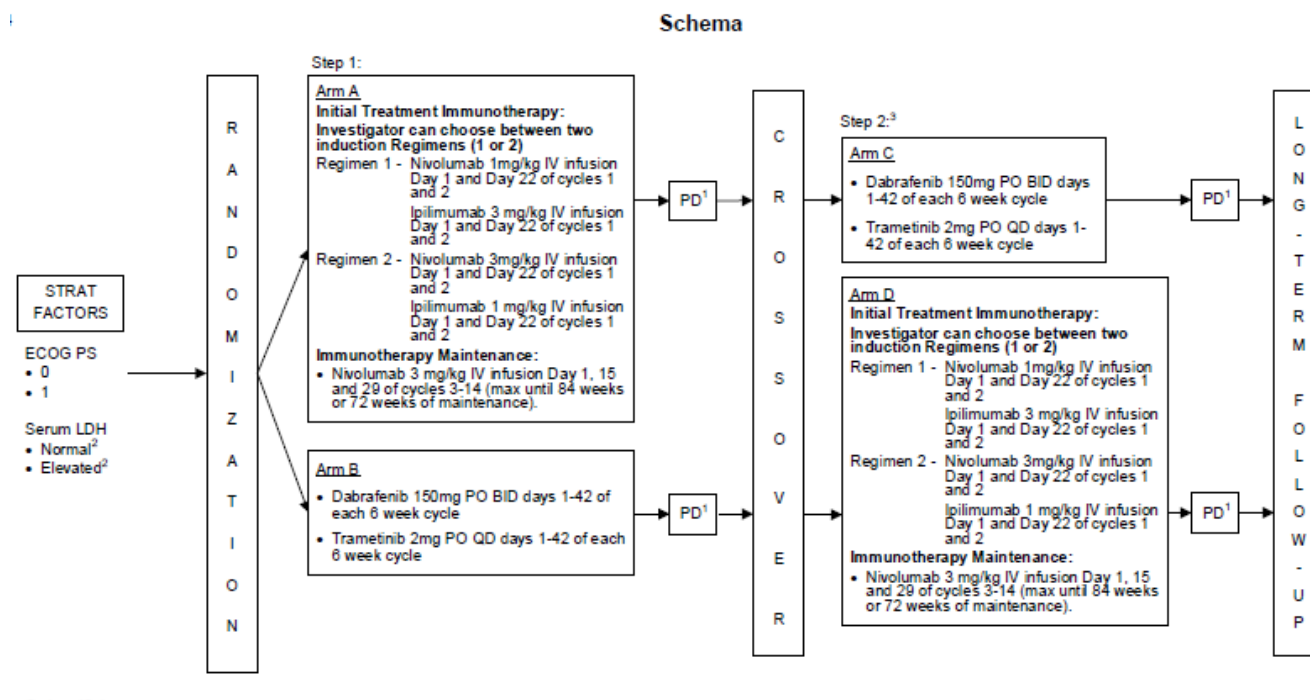 Schema
STRAT
FACTORS
ECOG PS
• 0
• 1
Serum LDH
• Normal2
• Elevated2
R
A
N
D
O
M
I
Z
A
T
I
O
N
Step 1:
Arm A
Initial Treatment Immunotherapy:
Investigator can choose between two
induction Regimens (1 or 2)
Regimen 1 - Nivolumab 1mg/kg IV infusion
Day 1 and Day 22 of cycles 1
and 2
Ipilimumab 3 mg/kg IV infusion
Day 1 and Day 22 of cycles 1
and 2
Regimen 2 - Nivolumab 3mg/kg IV infusion
Day 1 and Day 22 of cycles 1
and 2
Ipilimumab 1 mg/kg IV infusion
Day 1 and Day 22 of cycles 1
and 2
Immunotherapy Maintenance:
• Nivolumab 3 mg/kg IV infusion Day 1, 15
and 29 of cycles 3-14 (max until 84 weeks
or 72 weeks of maintenance).
Arm B
• Dabrafenib 150mg PO BID days 1-42 of
each 6 week cycle
• Trametinib 2mg PO QD days 1-42 of each
6 week cycle
PD1
PD1
C
R
O
S
S
O
V
E
R
Step 2:3
Arm C
• Dabrafenib 150mg PO BID days
1-42 of each 6 week cycle
• Trametinib 2mg PO QD days 1-
42 of each 6 week cycle
Arm D
Initial Treatment Immunotherapy:
Investigator can choose between two
induction Regimens (1 or 2)
Regimen 1 - Nivolumab 1mg/kg IV infusion
Day 1 and Day 22 of cycles 1
and 2
Ipilimumab 3 mg/kg IV infusion
Day 1 and Day 22 of cycles 1
and 2
Regimen 2 - Nivolumab 3mg/kg IV infusion
Day 1 and Day 22 of cycles 1
and 2
Ipilimumab 1 mg/kg IV infusion
Day 1 and Day 22 of cycles 1
and 2
Immunotherapy Maintenance:
• Nivolumab 3 mg/kg IV infusion Day 1, 15
and 29 of cycles 3-14 (max until 84 weeks
or 72 weeks of maintenance).
PD1
PD1
L
O
N
G
-
T
E
R
M
F
O
L
L
O
W
-
U
P